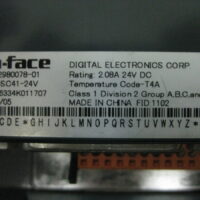 -face DIGITAL ELECTRONICS CORP.
2980078-01 Rating: 2.08A 24V DC
SC41-24V Temperature Code-T4A
5334K011707 Class 1 Division 2 Group A,B,C,and
/05 MADE IN CHINA FID:1102
CDE*GHIJKLMNOPQRSTUVWXYZ*